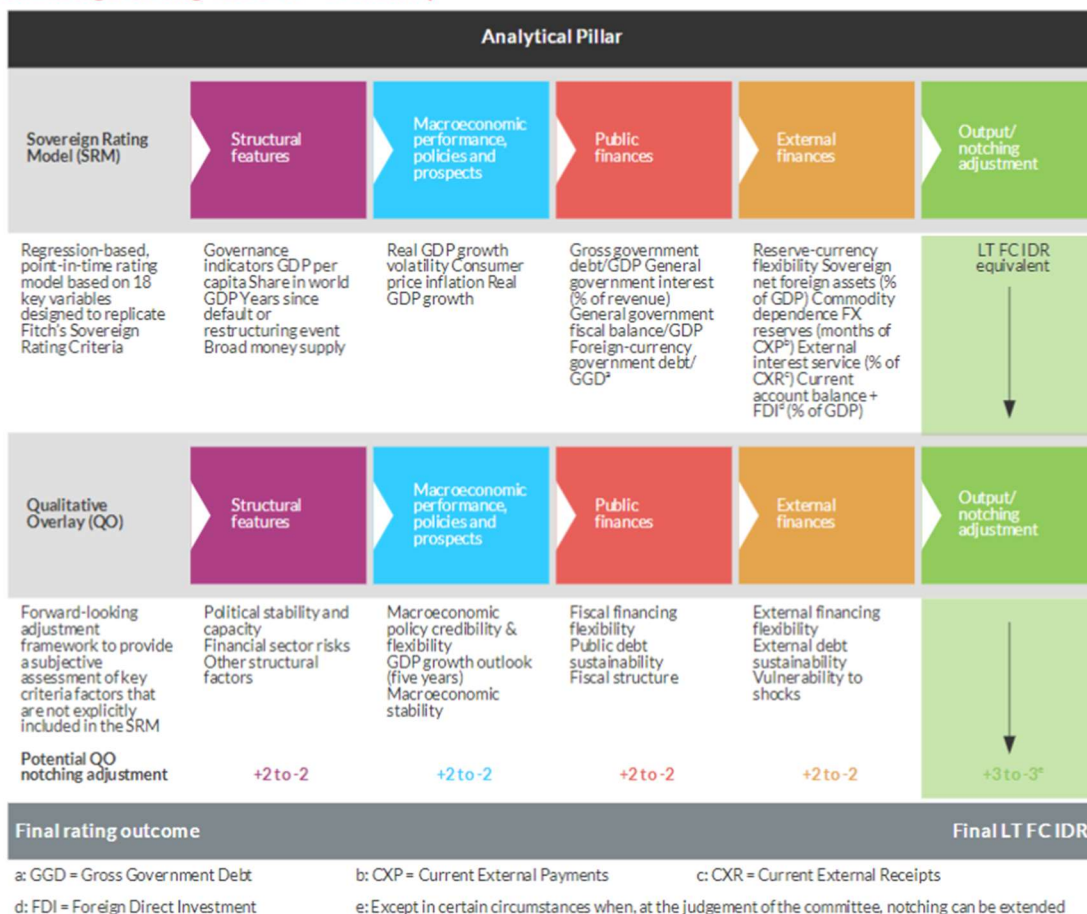 Analytical Pillar
Sovereign Rating
Model (SRM)
Structural
features
Macroeconomic
performance,
policies and
prospects
Public
finances
External
finances
Output/
notching
adjustment
Regression-based,
point-in-time rating
model based on 18
key variables
designed to replicate
Fitch's Sovereign
Rating Criteria
Governance
indicators GDP per
capita Share in world
GDP Years since
default or
restructuring event
Broad money supply
Real GDP growth
volatility Consumer
price inflation Real
GDP growth
Gross government
debt/GDP General
government interest
(% of revenue)
General government
fiscal balance/GDP
Foreign-currency
government debt/
GGDᵃ
Reserve-currency
flexibility Sovereign
net foreign assets (%
of GDP) Commodity
dependence FX
reserves (months of
CXPᵇ) External
interest service (% of
CXRᶜ) Current
account balance +
FDIᵈ (% of GDP)
LT FC IDR
equivalent
Qualitative
Overlay (QO)
Structural
features
Macroeconomic
performance,
policies and
prospects
Public
finances
External
finances
Output/
notching
adjustment
Forward-looking
adjustment
framework to provide
a subjective
assessment of key
criteria factors that
are not explicitly
included in the SRM
Political stability and
capacity
Financial sector risks
Other structural
factors
Macroeconomic
policy credibility &
flexibility
GDP growth outlook
(five years)
Macroeconomic
stability
Fiscal financing
flexibility
Public debt
sustainability
Fiscal structure
External financing
flexibility
External debt
sustainability
Vulnerability to
shocks
Potential QO
notching adjustment
+2 to -2
+2 to -2
+2 to -2
+2 to -2
+3 to -3ᵉ
Final rating outcome
Final LT FC IDR
a: GGD = Gross Government Debt
b: CXP = Current External Payments
c: CXR = Current External Receipts
d: FDI = Foreign Direct Investment
e: Except in certain circumstances when, at the judgement of the committee, notching can be extended